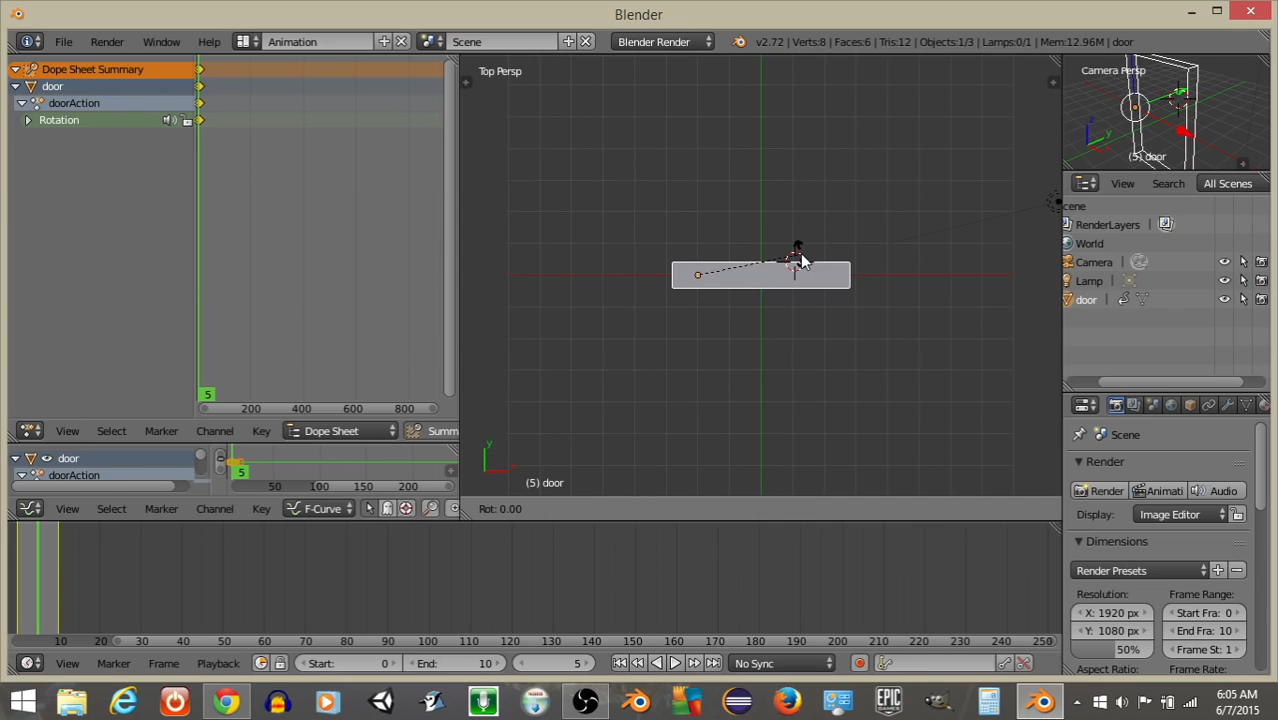 Blender
File Render Window Help Animation Scene Blender Render v2.72 | Verts:8 | Faces:6 | Tris:12 | Objects:1/3 | Lamps:0/1 | Mem:12.96M | door
Dope Sheet Summary
door
doorAction
Rotation
5
200 400 600 800
View Select Marker Channel Key Dope Sheet Summ
door
doorAction
5
50 100 150 200
View Select Marker Channel Key F-Curve
Top Persp
y
(5) door
Rot: 0.00
Camera Persp
z
y
(5) door
View Search All Scenes
cene
RenderLayers |
World
Camera |
Lamp |
door |
Scene
Render
Render Animati Audio
Display: Image Editor
Dimensions
Render Presets
Resolution: Frame Range:
X: 1920 px Start Fra: 0
Y: 1080 px End Fra: 10
50% Frame St: 1
Aspect Ratio: Frame Rate:
10 20 30 40 50 60 70 80 90 100 110 120 130 140 150 160 170 180 190 200 210 220 230 240 250
View Marker Frame Playback Start: 0 End: 10 5 No Sync
EPIC GAMES
6:05 AM
6/7/2015